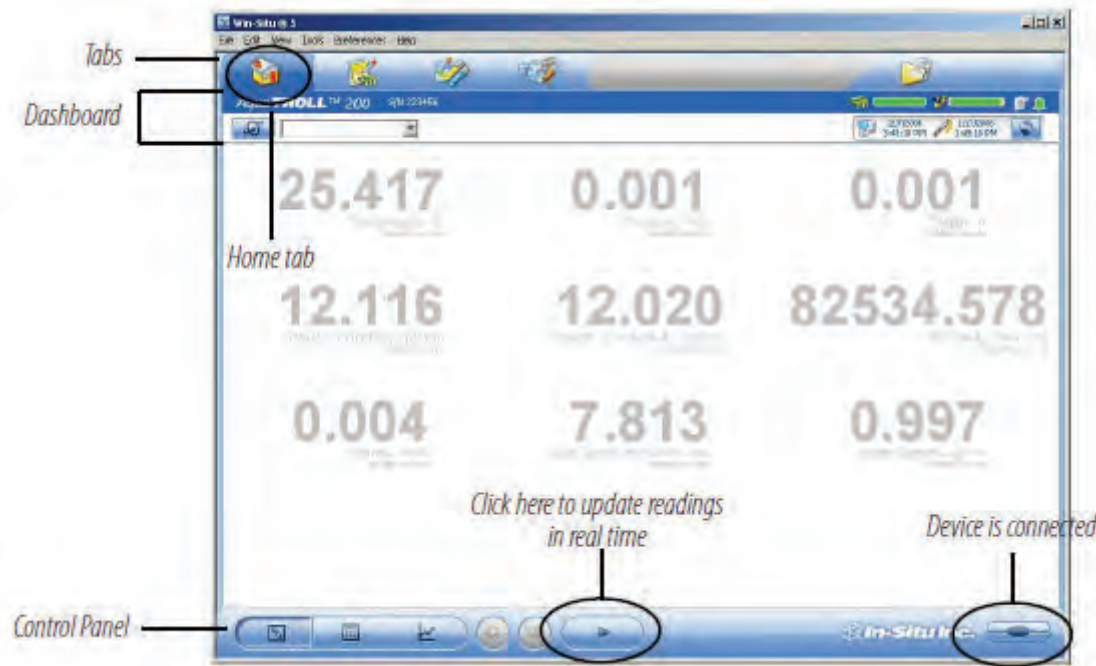 Win-Situ® 5
File Edit View Tools Preferences Help
Tabs
Dashboard
AquaTROLL™ 200 S/N 223456
25.417 0.001 0.001
Home tab
12.116 12.020 82534.578
0.004 7.813 0.997
Click here to update readings
in real time
Device is connected
Control Panel
In-Situ Inc.